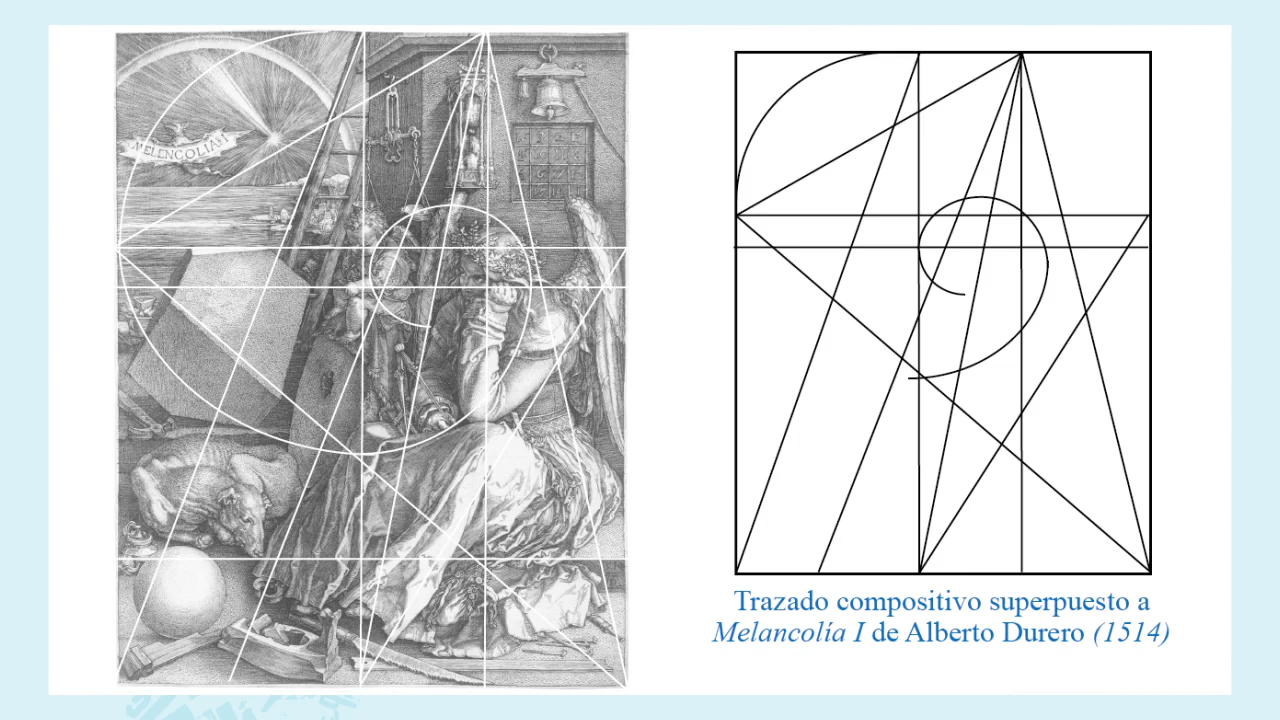 MELENCOLIA§I
Trazado compositivo superpuesto a
Melancolía I de Alberto Durero (1514)